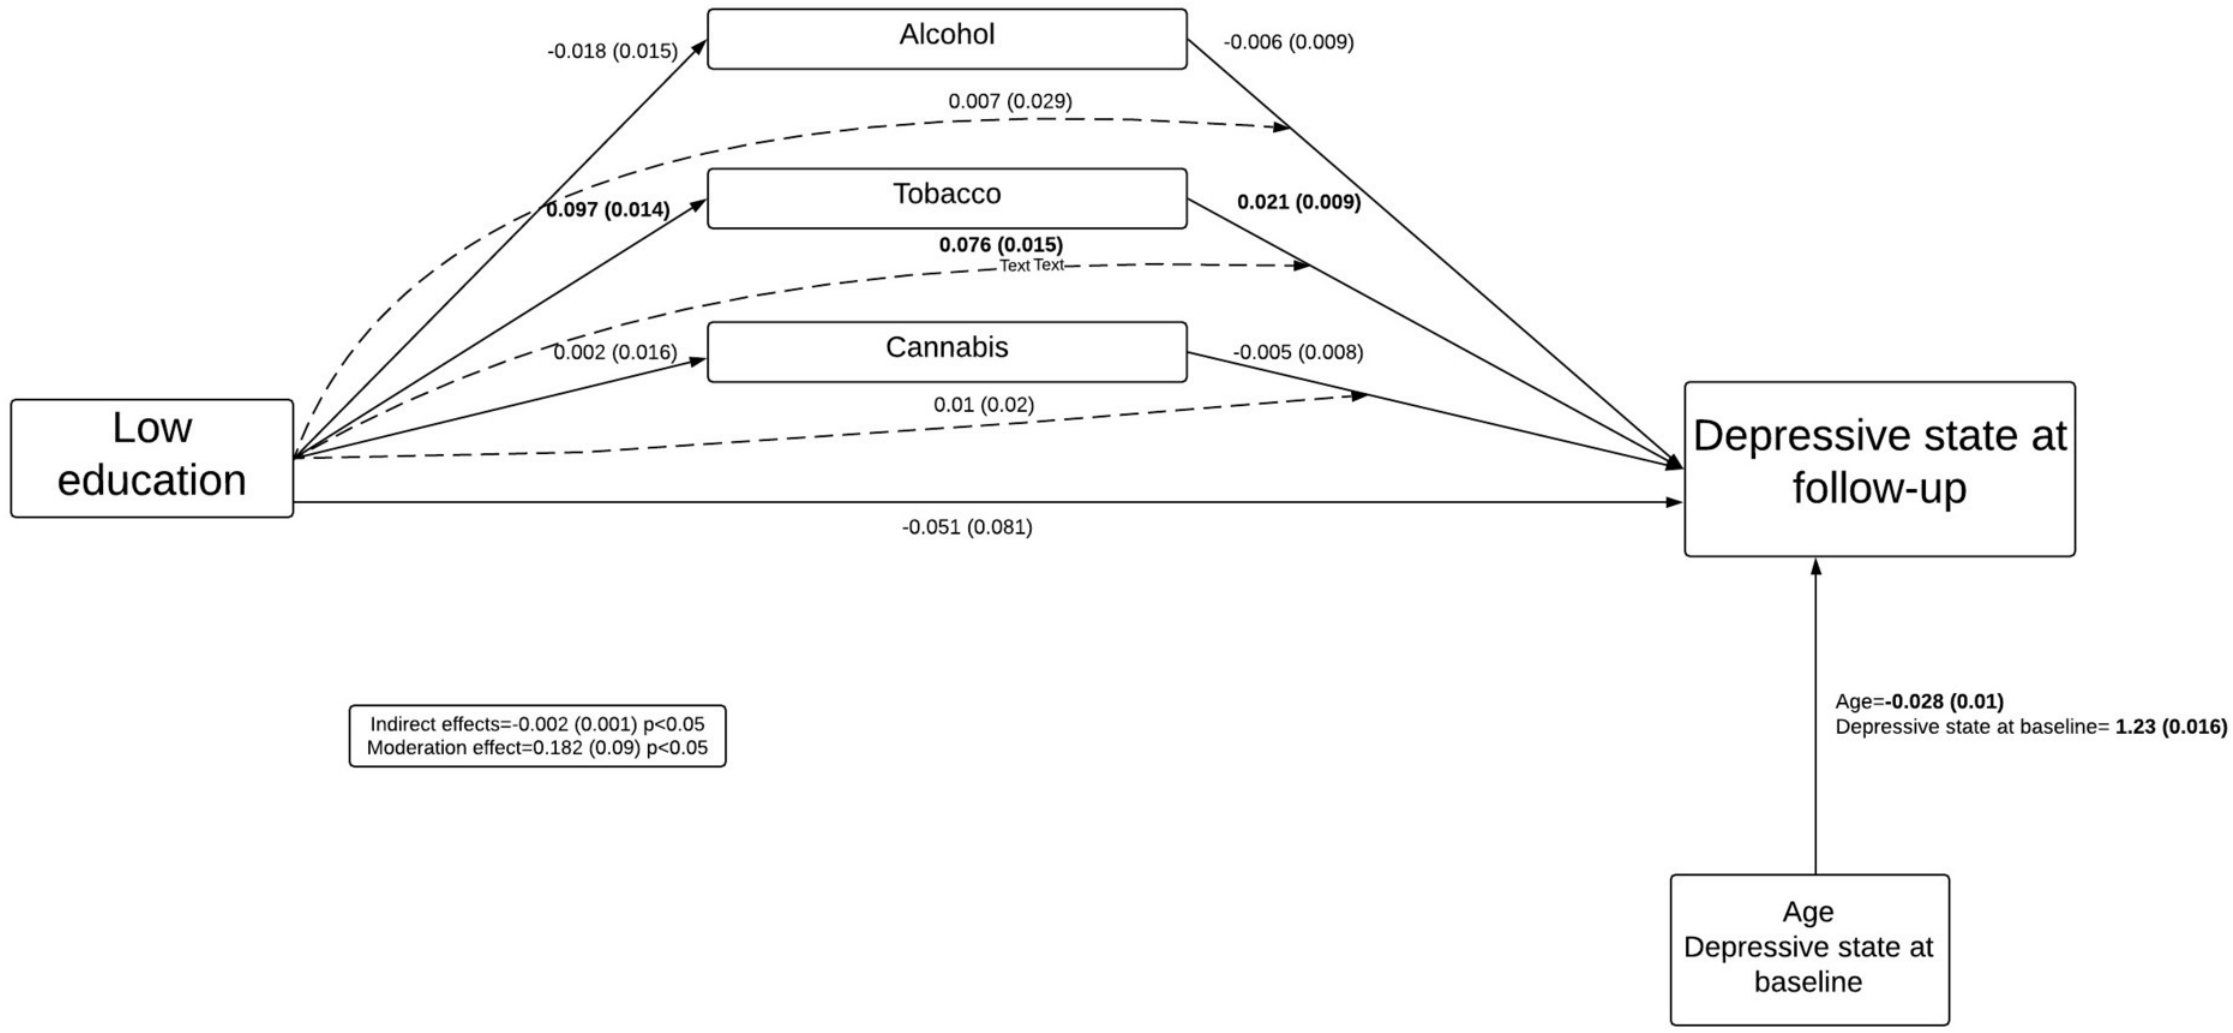 Alcohol
-0.018 (0.015)
-0.006 (0.009)
0.007 (0.029)
Tobacco
0.097 (0.014)
0.021 (0.009)
0.076 (0.015)
Text Text
Cannabis
0.002 (0.016)
-0.005 (0.008)
0.01 (0.02)
Low
education
Depressive state at
follow-up
-0.051 (0.081)
Indirect effects=-0.002 (0.001) p<0.05
Moderation effect=0.182 (0.09) p<0.05
Age=-0.028 (0.01)
Depressive state at baseline= 1.23 (0.016)
Age
Depressive state at
baseline